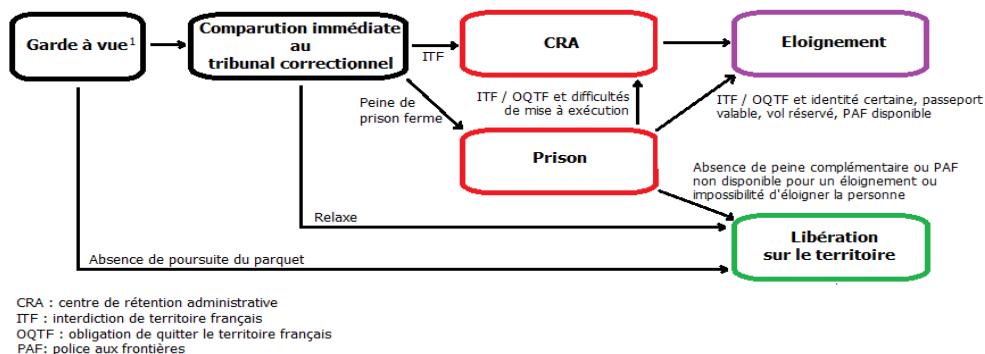 Garde à vue¹
Comparution immédiate
au
tribunal correctionnel
ITF
CRA
Eloignement
Peine de
prison ferme
ITF / OQTF et difficultés
de mise à exécution
ITF / OQTF et identité certaine, passeport
valable, vol réservé, PAF disponible
Prison
Absence de peine complémentaire ou PAF
non disponible pour un éloignement ou
impossibilité d'éloigner la personne
Relaxe
Libération
sur le territoire
Absence de poursuite du parquet
CRA : centre de rétention administrative
ITF : interdiction de territoire français
OQTF : obligation de quitter le territoire français
PAF: police aux frontières